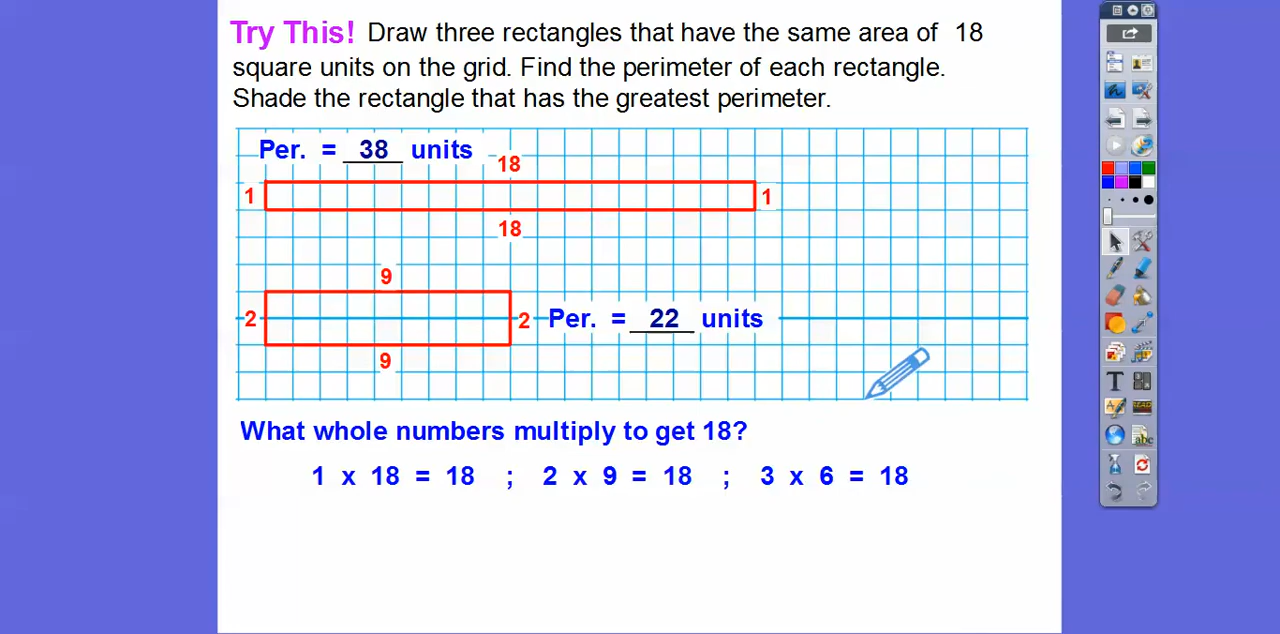 Try This! Draw three rectangles that have the same area of 18
square units on the grid. Find the perimeter of each rectangle.
Shade the rectangle that has the greatest perimeter.
Per. = 38 units
18
1
1
18
9
2
2
Per. = 22 units
9
What whole numbers multiply to get 18?
1 x 18 = 18 ; 2 x 9 = 18 ; 3 x 6 = 18
T
abc